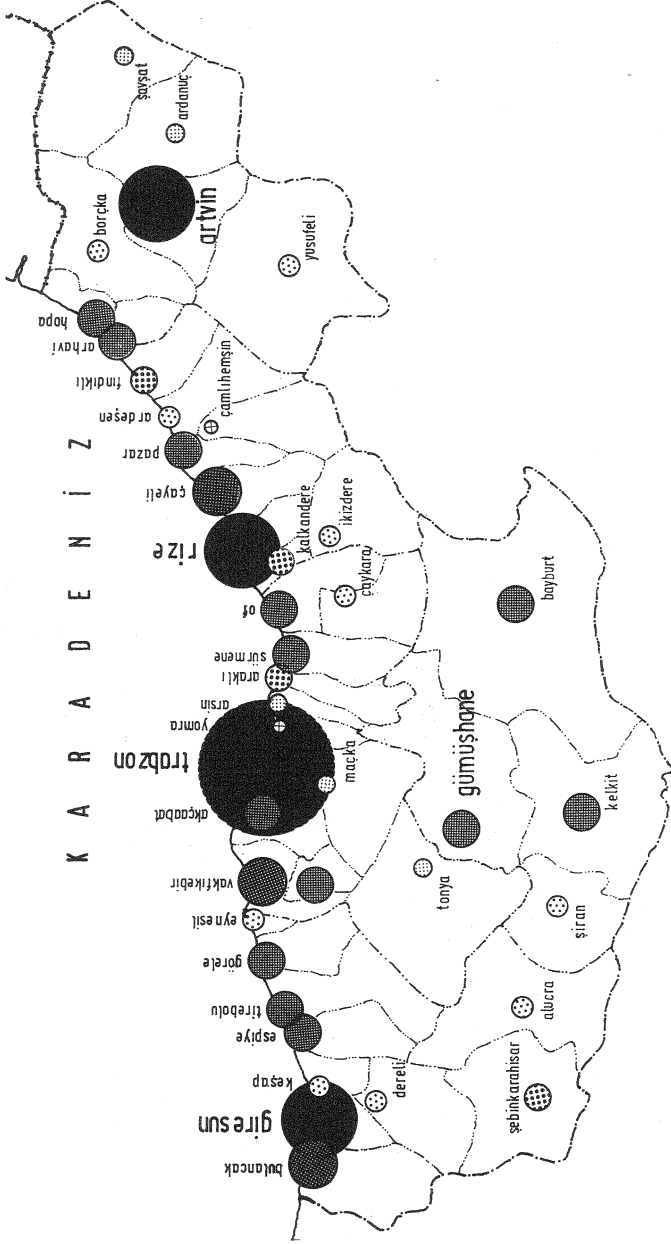 KARADENİZ
bulancak
giresun
keşap
espiye
tirebolu
görele
eynesil
vakfıkebir
akçaabat
trabzon
yomra
arsin
araklı
sürmene
of
rize
çayeli
pazar
ardeşen
fındıklı
arhavi
hopa
borçka
artvin
ardanuç
şavşat
yusufeli
çamlıhemşın
kalkandere
ikizdere
çaykara
maçka
dereli
tonya
gümüşhane
bayburt
şebinkarahisar
alucra
şiran
kelkit